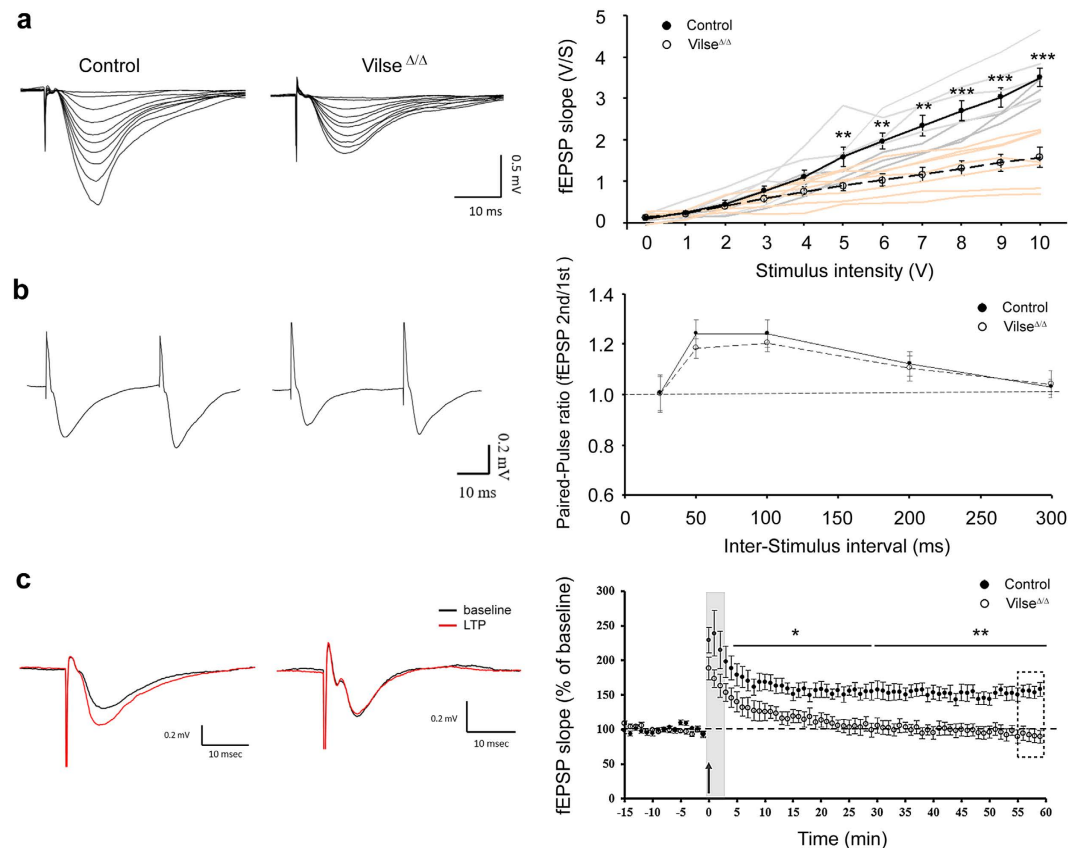 a
Control
Vilse Δ/Δ
0.5 mV
10 ms
fEPSP slope (V/S)
5
4
3
2
1
0
Control
VilseΔ/Δ
** ** ** *** *** ***
0 1 2 3 4 5 6 7 8 9 10
Stimulus intensity (V)
b
0.2 mV
10 ms
Paired-Pulse ratio (fEPSP 2nd/1st)
1.4
1.2
1.0
0.8
0.6
Control
VilseΔ/Δ
0 50 100 150 200 250 300
Inter-Stimulus interval (ms)
c
baseline
LTP
0.2 mV
10 msec
0.2 mV
10 msec
fEPSP slope (% of baseline)
300
250
200
150
100
50
0
Control
VilseΔ/Δ
* **
-15 -10 -5 0 5 10 15 20 25 30 35 40 45 50 55 60
Time (min)